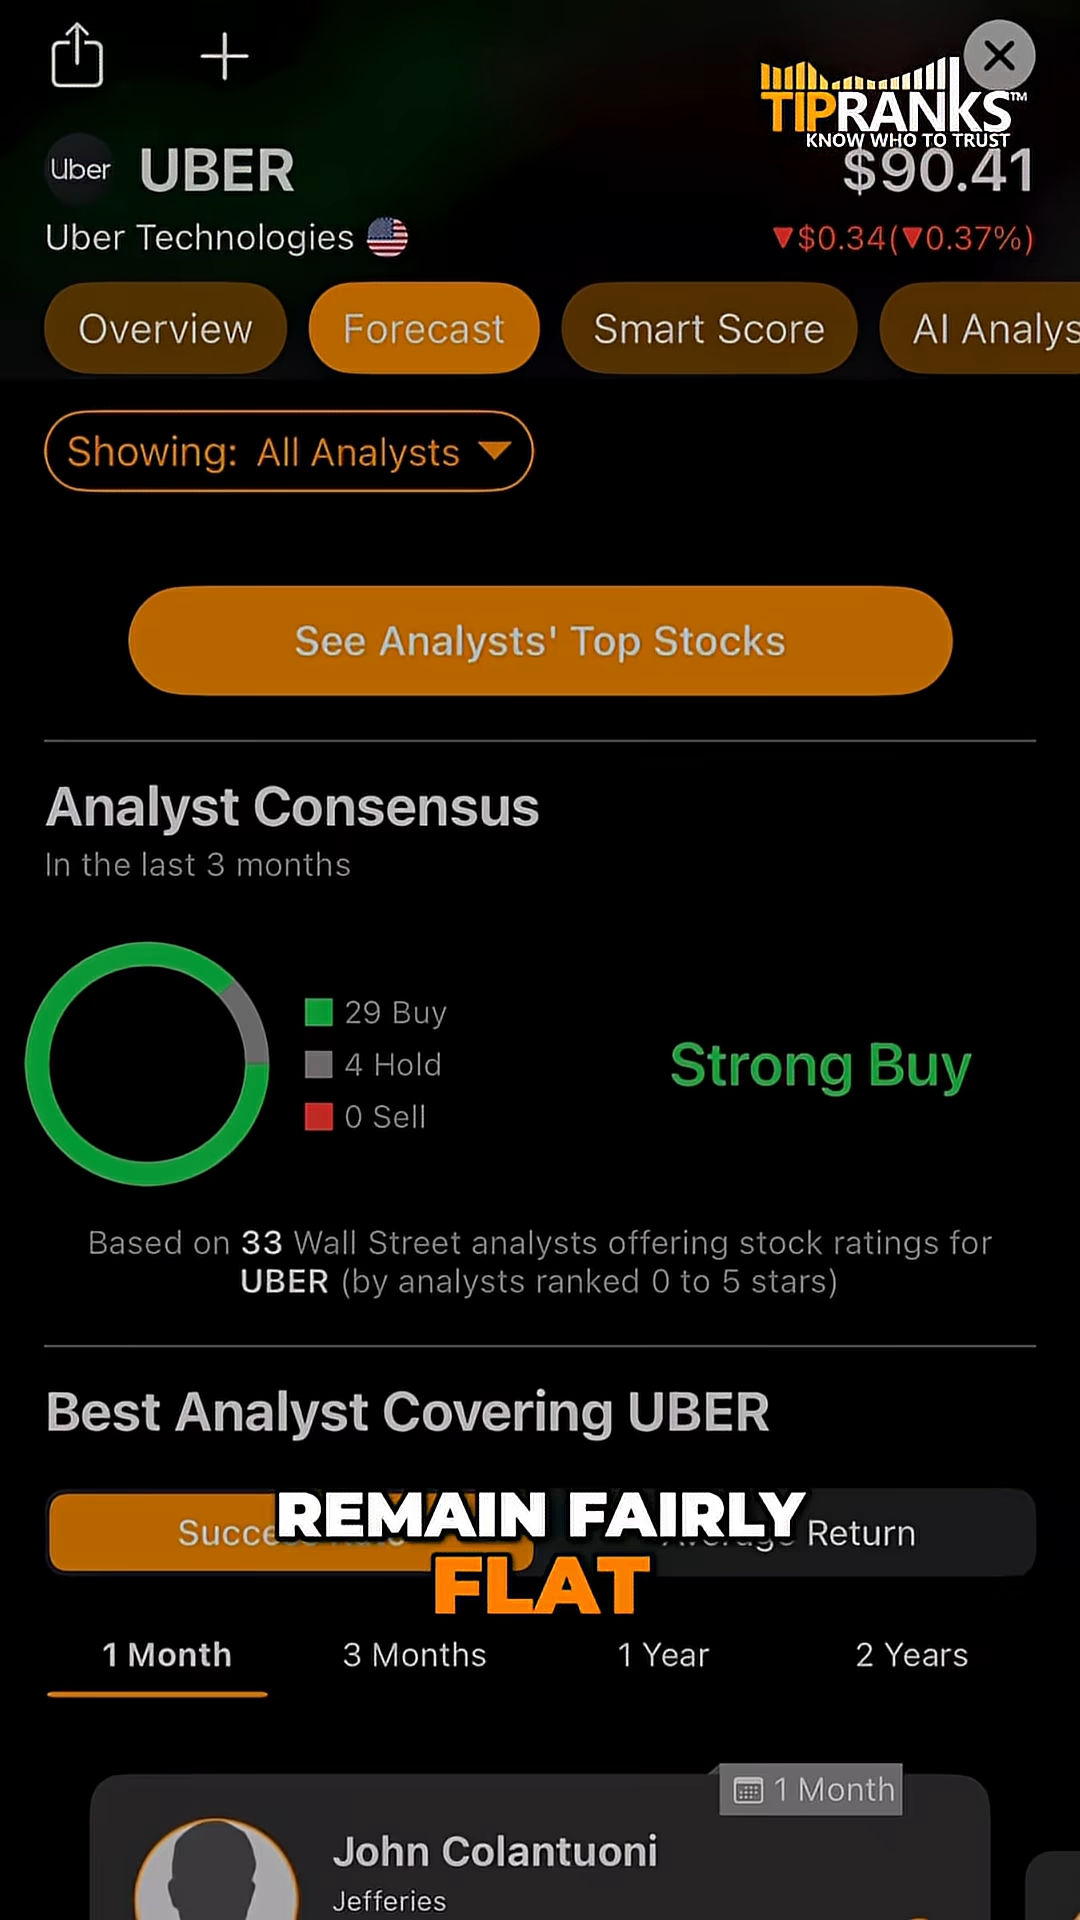 TIPRANKS™
KNOW WHO TO TRUST
Uber UBER $90.41
Uber Technologies ▼$0.34(▼0.37%)
Overview Forecast Smart Score AI Analys
Showing: All Analysts
See Analysts' Top Stocks
Analyst Consensus
In the last 3 months
29 Buy
4 Hold
0 Sell
Strong Buy
Based on 33 Wall Street analysts offering stock ratings for
UBER (by analysts ranked 0 to 5 stars)
Best Analyst Covering UBER
Return
REMAIN FAIRLY
FLAT
1 Month 3 Months 1 Year 2 Years
1 Month
John Colantuoni
Jefferies